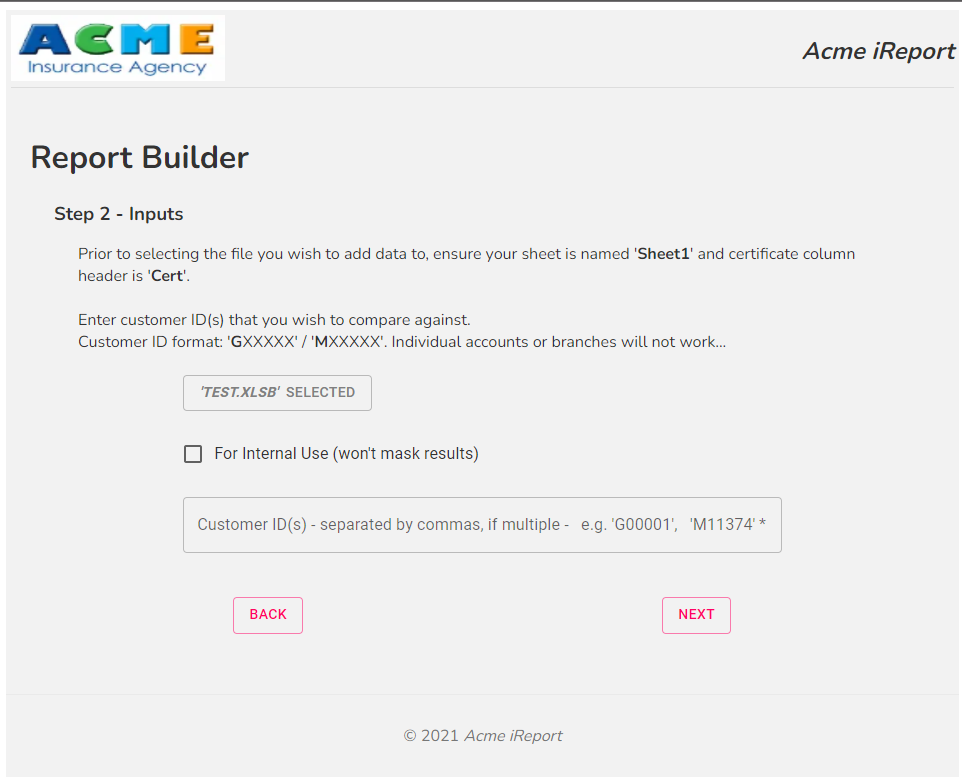 ACME
Insurance Agency
Acme iReport
Report Builder
Step 2 - Inputs
Prior to selecting the file you wish to add data to, ensure your sheet is named 'Sheet1' and certificate column
header is 'Cert'.
Enter customer ID(s) that you wish to compare against.
Customer ID format: 'GXXXXX' / 'MXXXXX'. Individual accounts or branches will not work...
'TEST.XLSB' SELECTED
For Internal Use (won't mask results)
Customer ID(s) - separated by commas, if multiple - e.g. 'G00001', 'M11374' *
BACK
NEXT
© 2021 Acme iReport